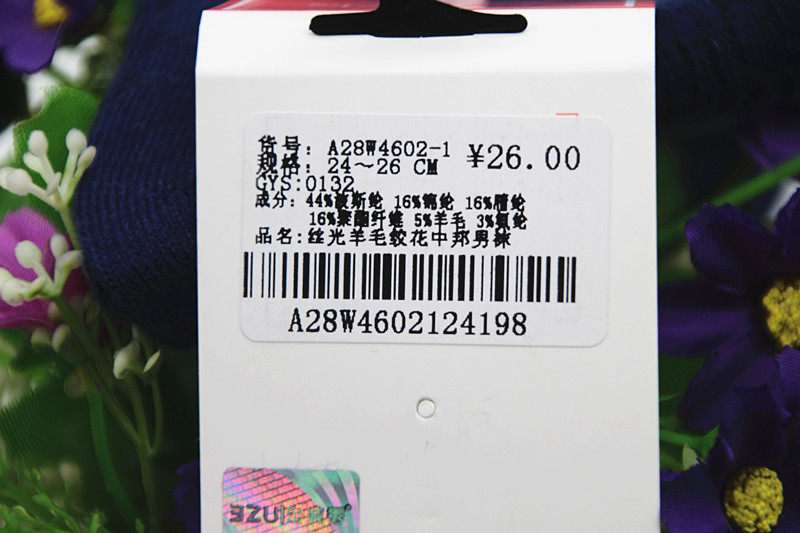 货号: A28W4602-1
¥26.00
规格: 24～26 CM
GYS:0132
成分: 44%波斯纶 16%锦纶 16%腈纶
16%聚酯纤维 5%羊毛 3%氨纶
品名:丝光羊毛绞花中邦男袜
A28W4602124198